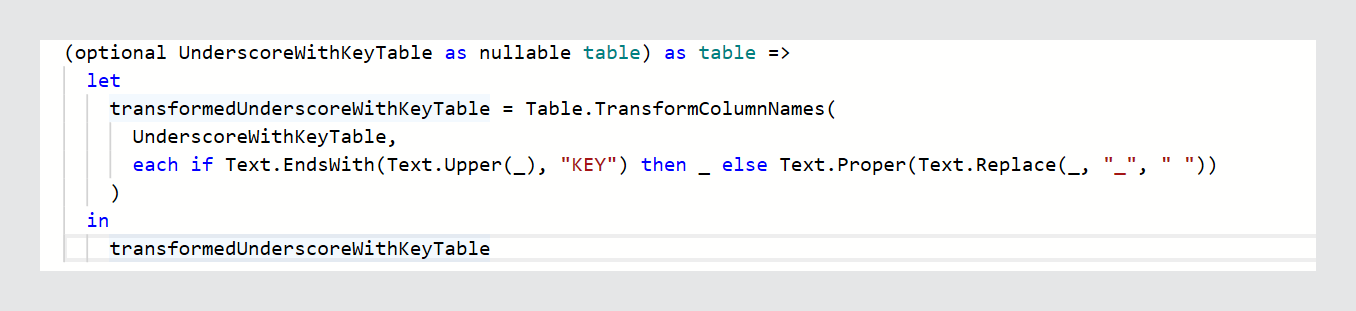 (optional UnderscoreWithKeyTable as nullable table) as table =>
let
transformedUnderscoreWithKeyTable = Table.TransformColumnNames(
UnderscoreWithKeyTable,
each if Text.EndsWith(Text.Upper(_), "KEY") then _ else Text.Proper(Text.Replace(_, "_", " "))
)
in
transformedUnderscoreWithKeyTable